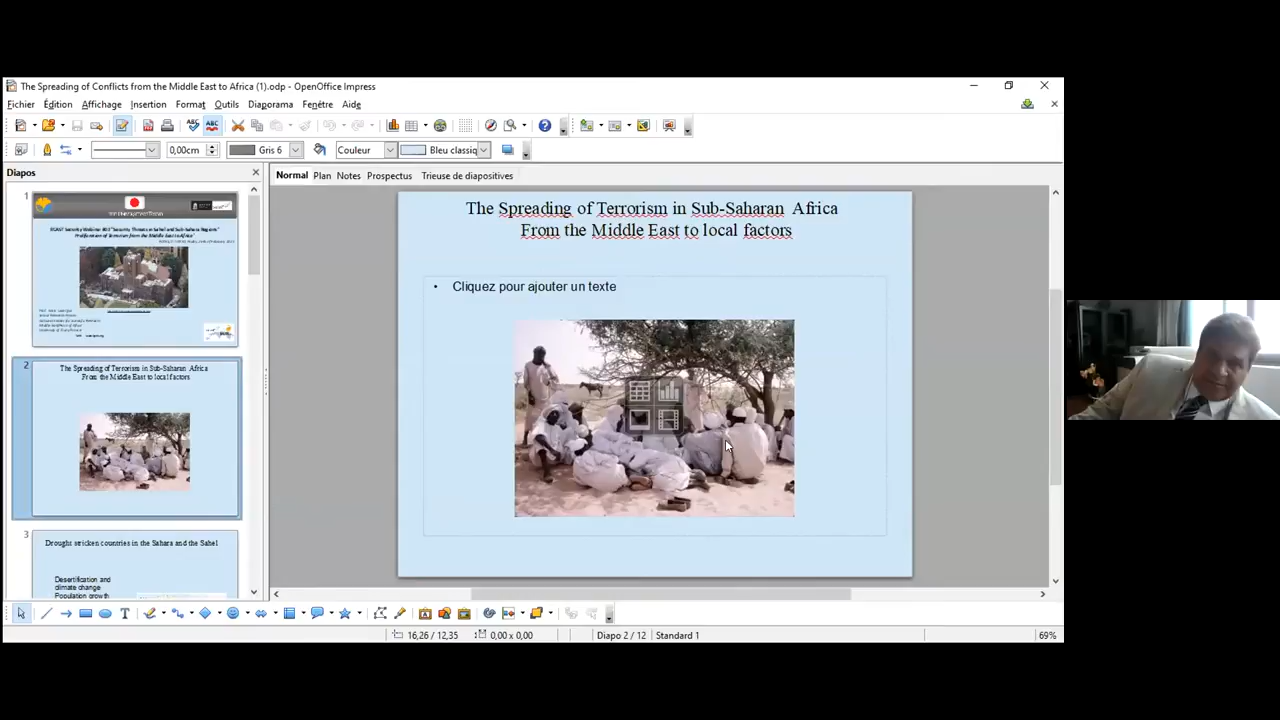 The Spreading of Conflicts from the Middle East to Africa (1).odp - OpenOffice Impress
Fichier Édition Affichage Insertion Format Outils Diaporama Fenêtre Aide
0,00cm Gris 6 Couleur Bleu classiq
Diapos
Normal Plan Notes Prospectus Trieuse de diapositives
1
2
The Spreading of Terrorism in Sub-Saharan Africa
From the Middle East to local factors
3
Drought stricken countries in the Sahara and the Sahel
Desertification and
climate change
Population growth
The Spreading of Terrorism in Sub-Saharan Africa
From the Middle East to local factors
• Cliquez pour ajouter un texte
16,26 / 12,35 0,00 x 0,00 Diapo 2 / 12 Standard 1 69%